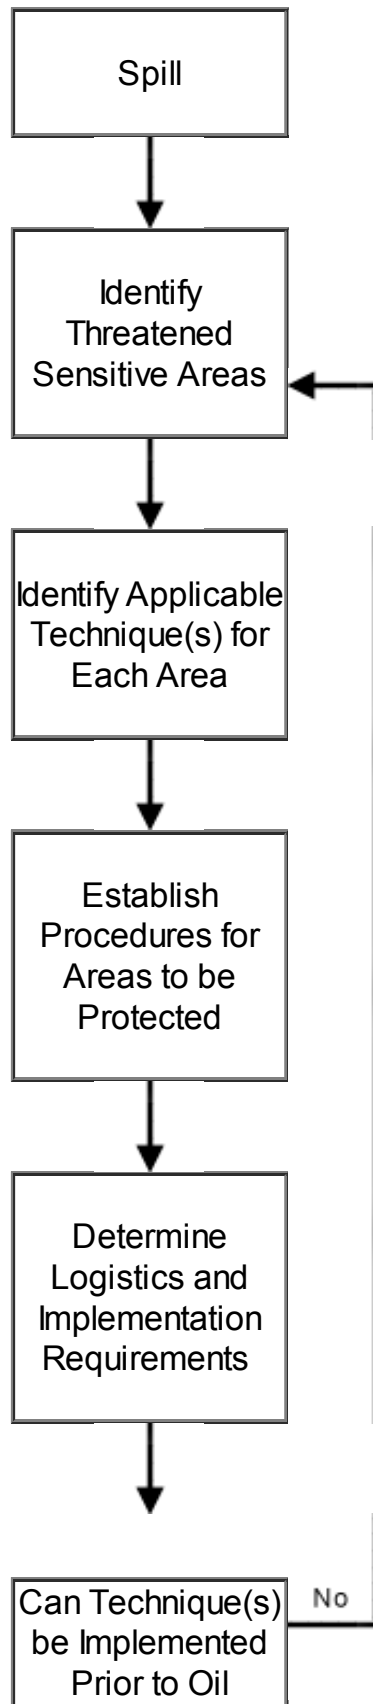 Spill
Identify
Threatened
Sensitive Areas
Identify Applicable
Technique(s) for
Each Area
Establish
Procedures for
Areas to be
Protected
Determine
Logistics and
Implementation
Requirements
Can Technique(s)
be Implemented
Prior to Oil
No